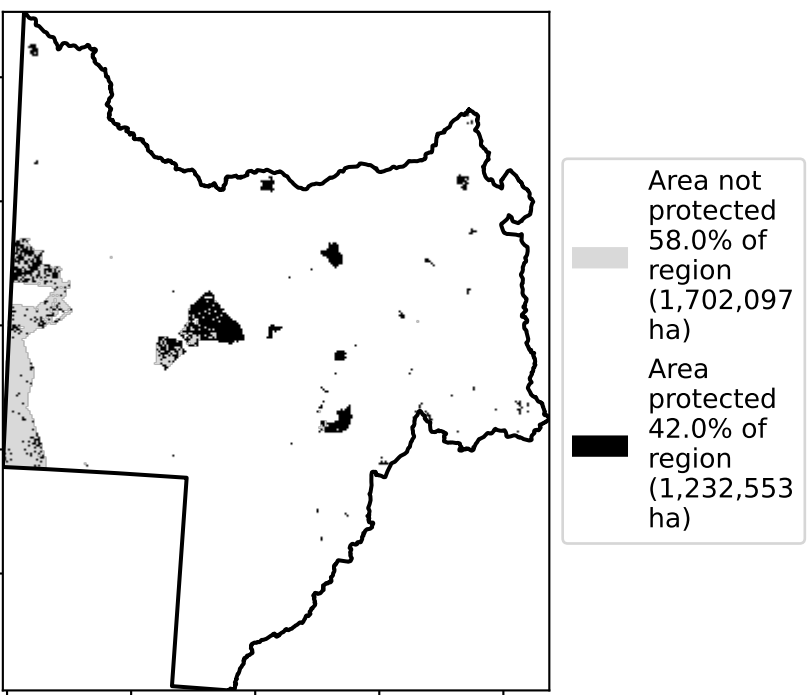 Area not
protected
58.0% of
region
(1,702,097
ha)
Area
protected
42.0% of
region
(1,232,553
ha)